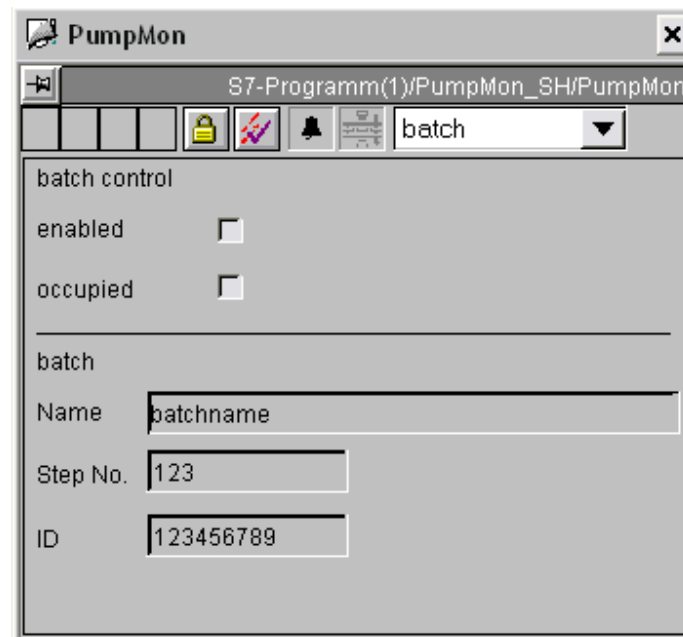 PumpMon
S7-Programm(1)/PumpMon_SH/PumpMon
batch
batch control
enabled
occupied
batch
Name batchname
Step No. 123
ID 123456789